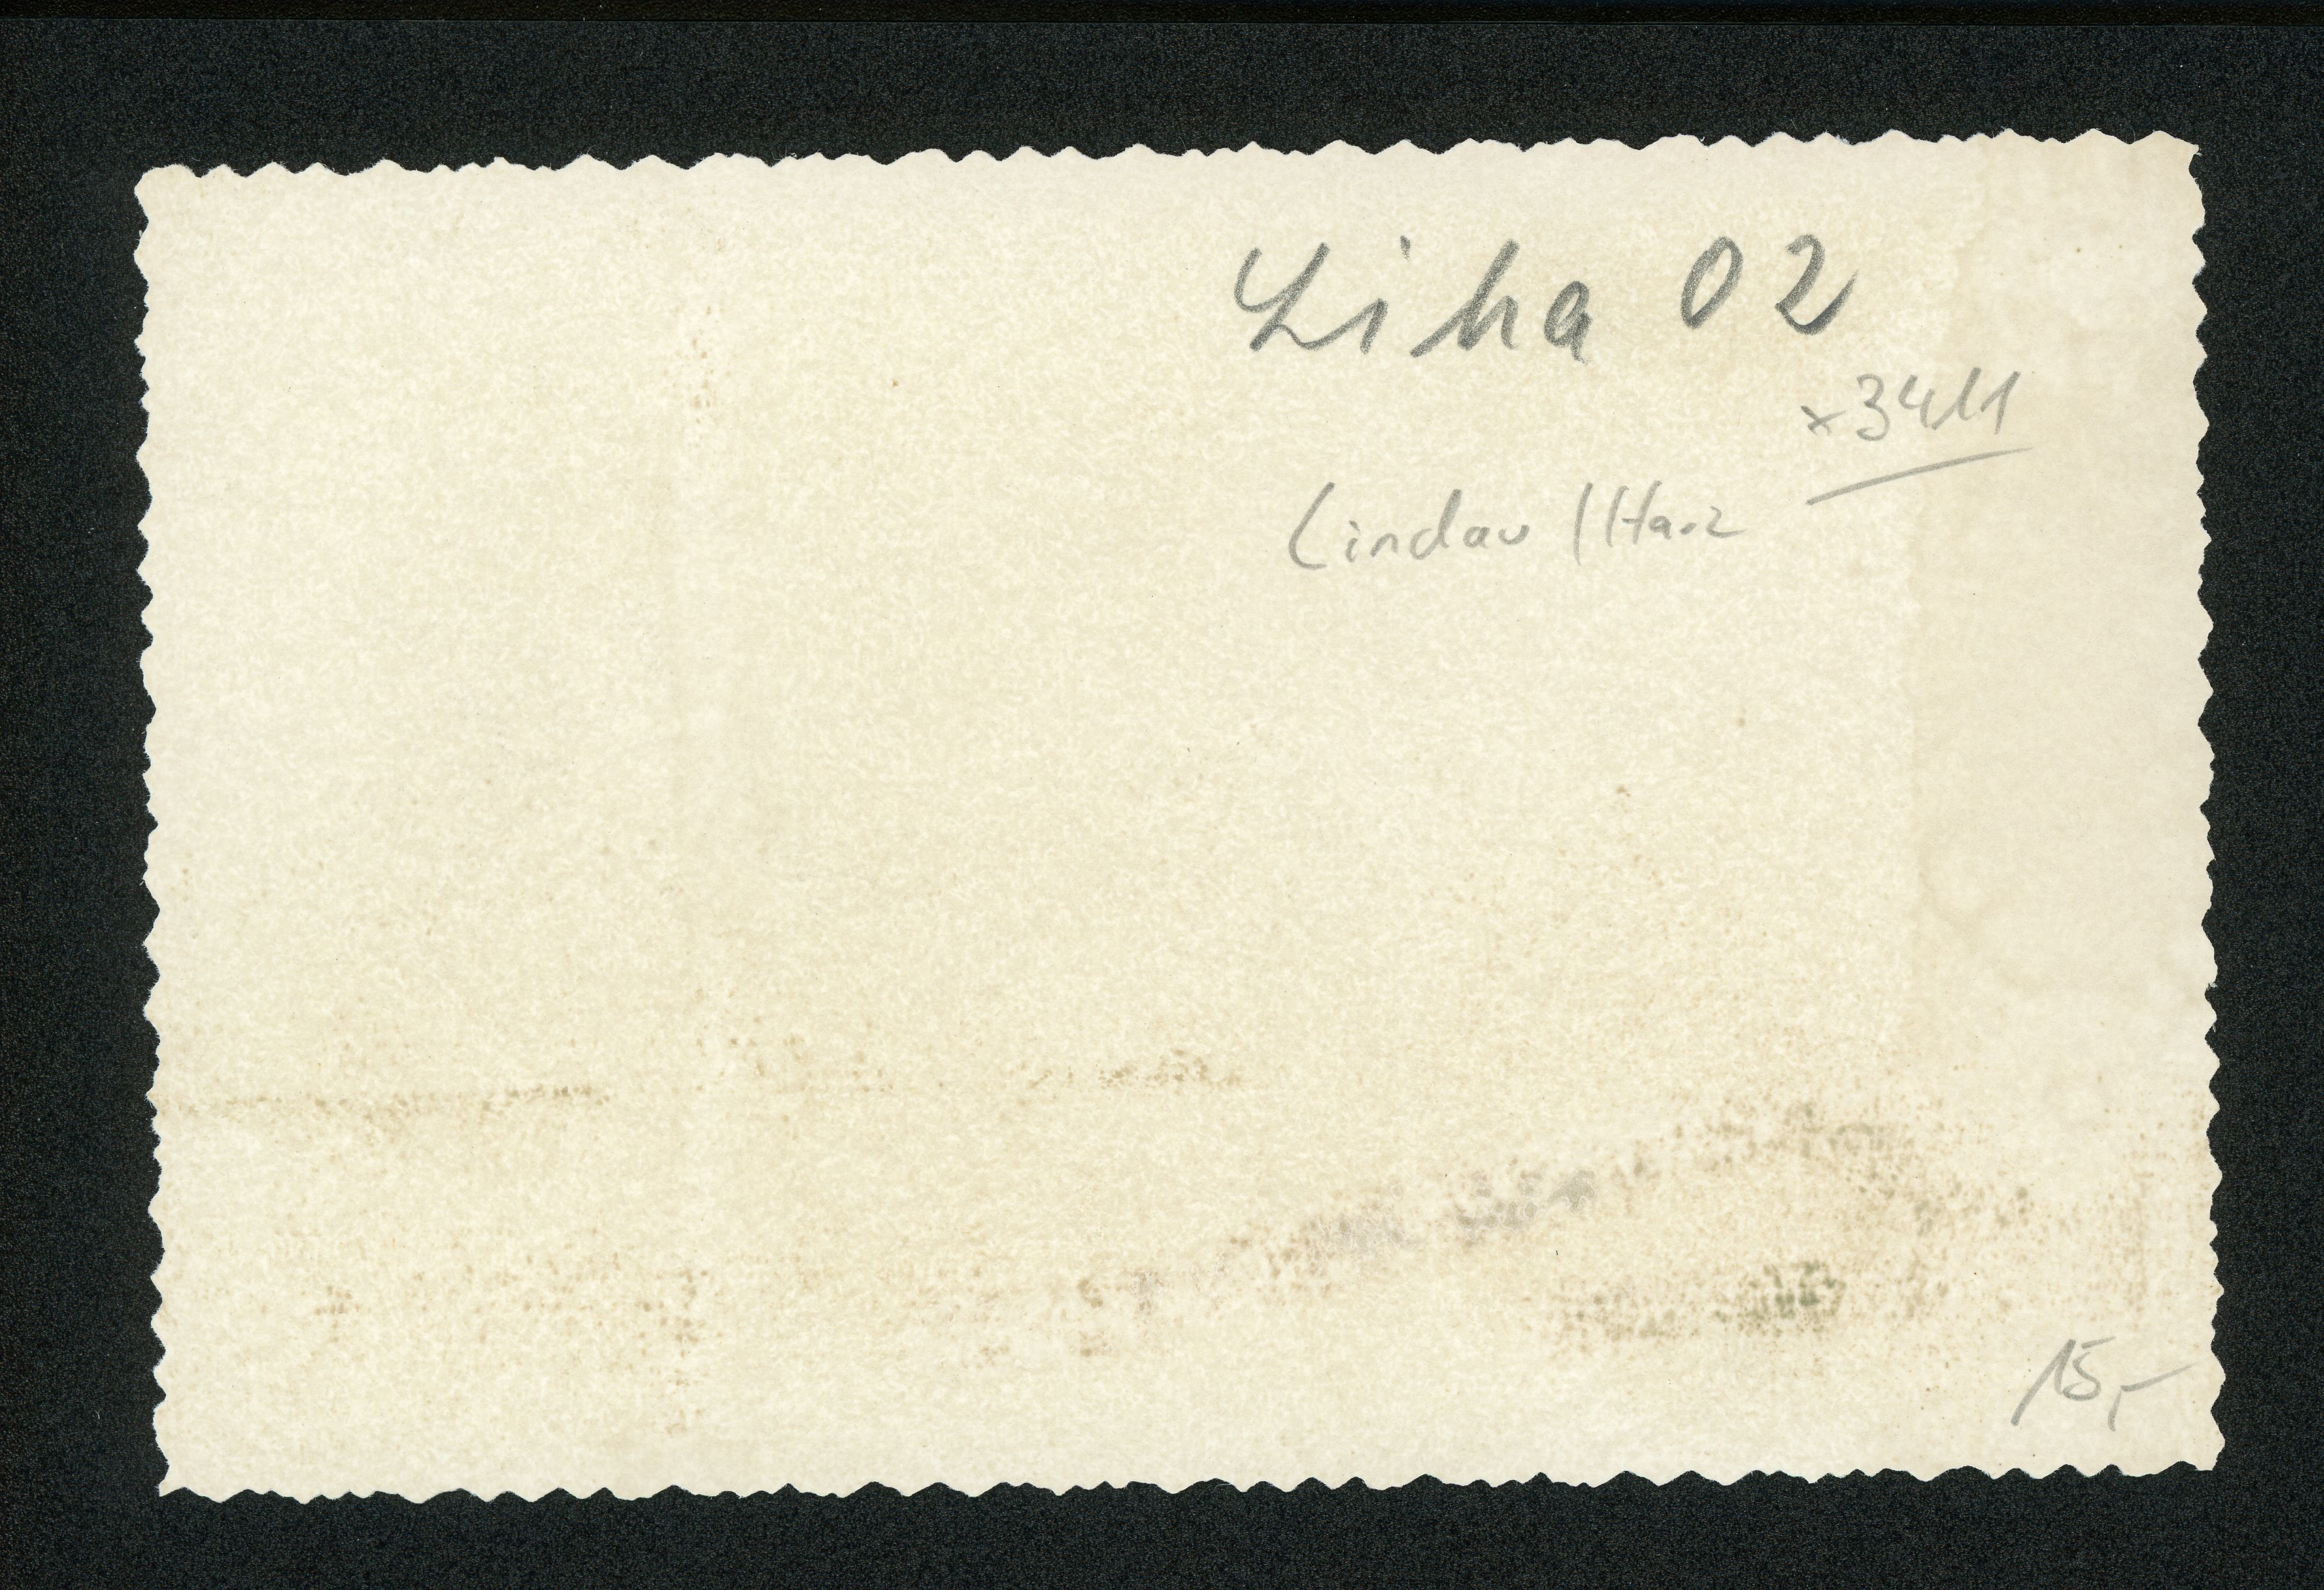 Liha 02
x3411
Lindau / Harz
15,-